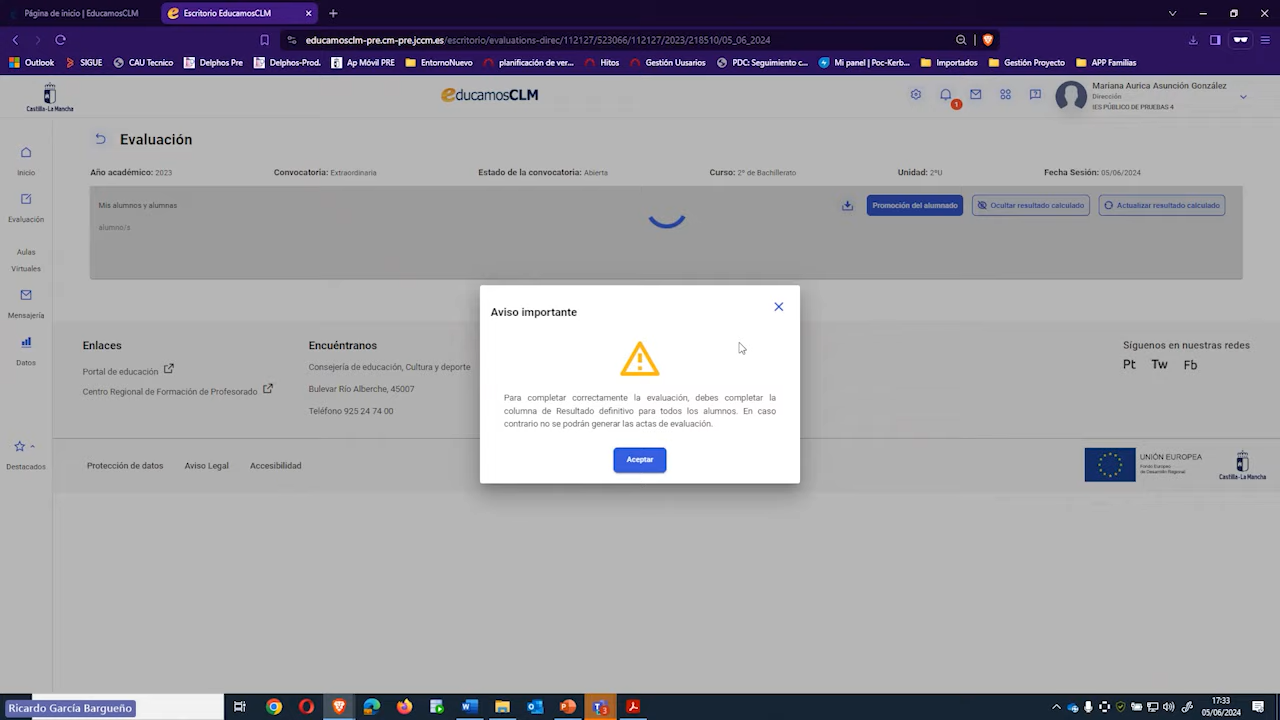 Página de inicio | EducamosCLM
Escritorio EducamosCLM
educamosclm-pre.cm-pre.jccm.es/escritorio/evaluations-direc/112127/523066/112127/2023/218510/05_06_2024
Outlook
SIGUE
CAU Tecnico
Delphos Pre
Delphos-Prod.
Ap Móvil PRE
EntornoNuevo
planificación de ver...
Hitos
Gestión Usuarios
PDC: Seguimiento c...
Mi panel | Poc-Kerb...
Importados
Gestión Proyecto
APP Familias
Castilla-La Mancha
educamosCLM
1
Mariana Aurica Asunción González
Dirección
IES PÚBLICO DE PRUEBAS 4
Inicio
Evaluación
Aulas
Virtuales
Mensajería
Datos
Destacados
Evaluación
Año académico: 2023
Convocatoria: Extraordinaria
Estado de la convocatoria: Abierta
Curso: 2º de Bachillerato
Unidad: 2ºU
Fecha Sesión: 05/06/2024
Mis alumnos y alumnas
alumno/s
Promoción del alumnado
Ocultar resultado calculado
Actualizar resultado calculado
Aviso importante
Para completar correctamente la evaluación, debes completar la
columna de Resultado definitivo para todos los alumnos. En caso
contrario no se podrán generar las actas de evaluación.
Aceptar
Enlaces
Portal de educación
Centro Regional de Formación de Profesorado
Encuéntranos
Consejería de educación, Cultura y deporte
Bulevar Río Alberche, 45007
Teléfono 925 24 74 00
Síguenos en nuestras redes
Pt Tw Fb
Protección de datos
Aviso Legal
Accesibilidad
UNIÓN EUROPEA
Fondo Europeo
de Desarrollo Regional
Castilla-La Mancha
Ricardo García Bargueño
17:33
05/06/2024